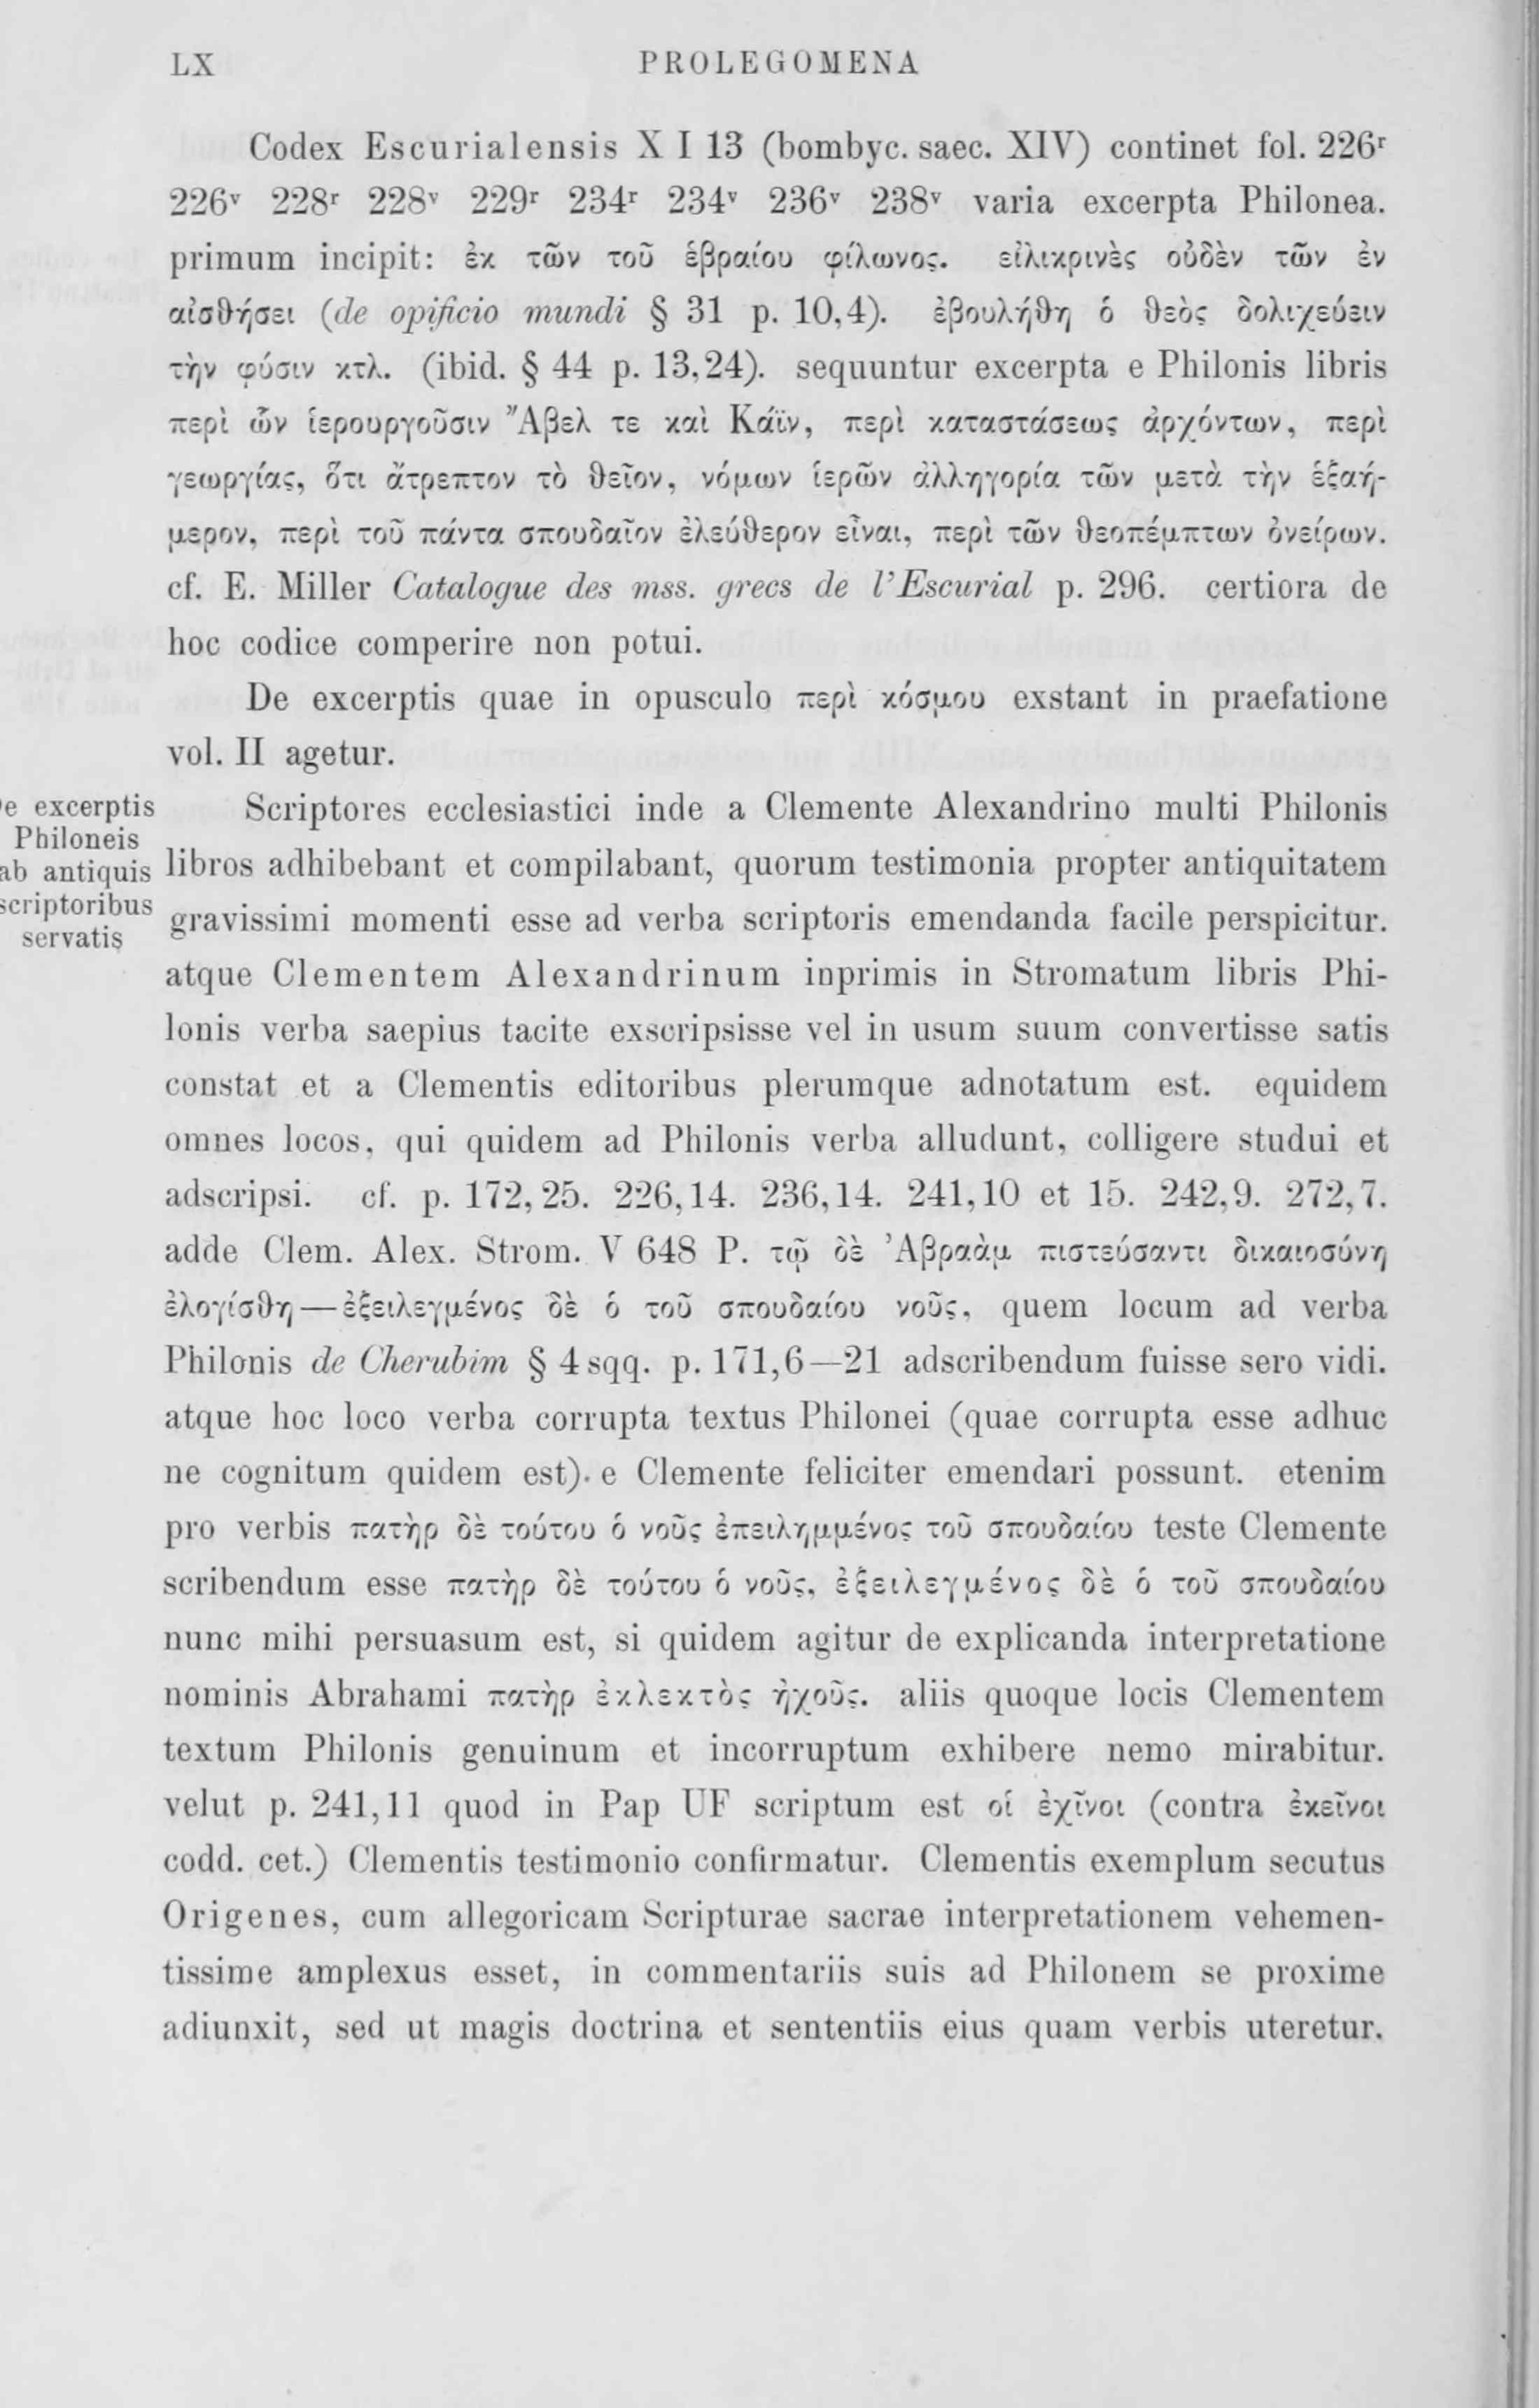 LX PROLEGOMENA
Codex Escurialensis X I 13 (bombyc. saec. XIV) continet fol. 226ʳ
226ᵛ 228ʳ 228ᵛ 229ʳ 234ʳ 234ᵛ 236ᵛ 238ᵛ varia excerpta Philonea.
primum incipit: ἐκ τῶν τοῦ ἑβραίου φίλωνος. εἰλικρινὲς οὐδὲν τῶν ἐν
αἰσθήσει (de opificio mundi § 31 p. 10,4). ἐβουλήθη ὁ θεὸς δολιχεύειν
τὴν φύσιν κτλ. (ibid. § 44 p. 13,24). sequuntur excerpta e Philonis libris
περὶ ὧν ἱερουργοῦσιν Ἄβελ τε καὶ Κάϊν, περὶ καταστάσεως ἀρχόντων, περὶ
γεωργίας, ὅτι ἄτρεπτον τὸ θεῖον, νόμων ἱερῶν ἀλληγορία τῶν μετὰ τὴν ἑξαή-
μερον, περὶ τοῦ πάντα σπουδαῖον ἐλεύθερον εἶναι, περὶ τῶν θεοπέμπτων ὀνείρων.
cf. E. Miller Catalogue des mss. grecs de l'Escurial p. 296. certiora de
hoc codice comperire non potui.
De excerptis quae in opusculo περὶ κόσμου exstant in praefatione
vol. II agetur.
e excerptis
Philoneis
ab antiquis
scriptoribus
servatis
Scriptores ecclesiastici inde a Clemente Alexandrino multi Philonis
libros adhibebant et compilabant, quorum testimonia propter antiquitatem
gravissimi momenti esse ad verba scriptoris emendanda facile perspicitur.
atque Clementem Alexandrinum inprimis in Stromatum libris Phi-
lonis verba saepius tacite exscripsisse vel in usum suum convertisse satis
constat et a Clementis editoribus plerumque adnotatum est. equidem
omnes locos, qui quidem ad Philonis verba alludunt, colligere studui et
adscripsi. cf. p. 172,25. 226,14. 236,14. 241,10 et 15. 242,9. 272,7.
adde Clem. Alex. Strom. V 648 P. τῷ δὲ Ἀβραὰμ πιστεύσαντι δικαιοσύνη
ἐλογίσθη—ἐξειλεγμένος δὲ ὁ τοῦ σπουδαίου νοῦς, quem locum ad verba
Philonis de Cherubim § 4 sqq. p. 171,6—21 adscribendum fuisse sero vidi.
atque hoc loco verba corrupta textus Philonei (quae corrupta esse adhuc
ne cognitum quidem est). e Clemente feliciter emendari possunt. etenim
pro verbis πατὴρ δὲ τούτου ὁ νοῦς ἐπειλημμένος τοῦ σπουδαίου teste Clemente
scribendum esse πατὴρ δὲ τούτου ὁ νοῦς, ἐξειλεγμένος δὲ ὁ τοῦ σπουδαίου
nunc mihi persuasum est, si quidem agitur de explicanda interpretatione
nominis Abrahami πατὴρ ἐκλεκτὸς ἠχοῦς. aliis quoque locis Clementem
textum Philonis genuinum et incorruptum exhibere nemo mirabitur.
velut p. 241,11 quod in Pap UF scriptum est οἱ ἐχῖνοι (contra ἐκεῖνοι
codd. cet.) Clementis testimonio confirmatur. Clementis exemplum secutus
Origenes, cum allegoricam Scripturae sacrae interpretationem vehemen-
tissime amplexus esset, in commentariis suis ad Philonem se proxime
adiunxit, sed ut magis doctrina et sententiis eius quam verbis uteretur.